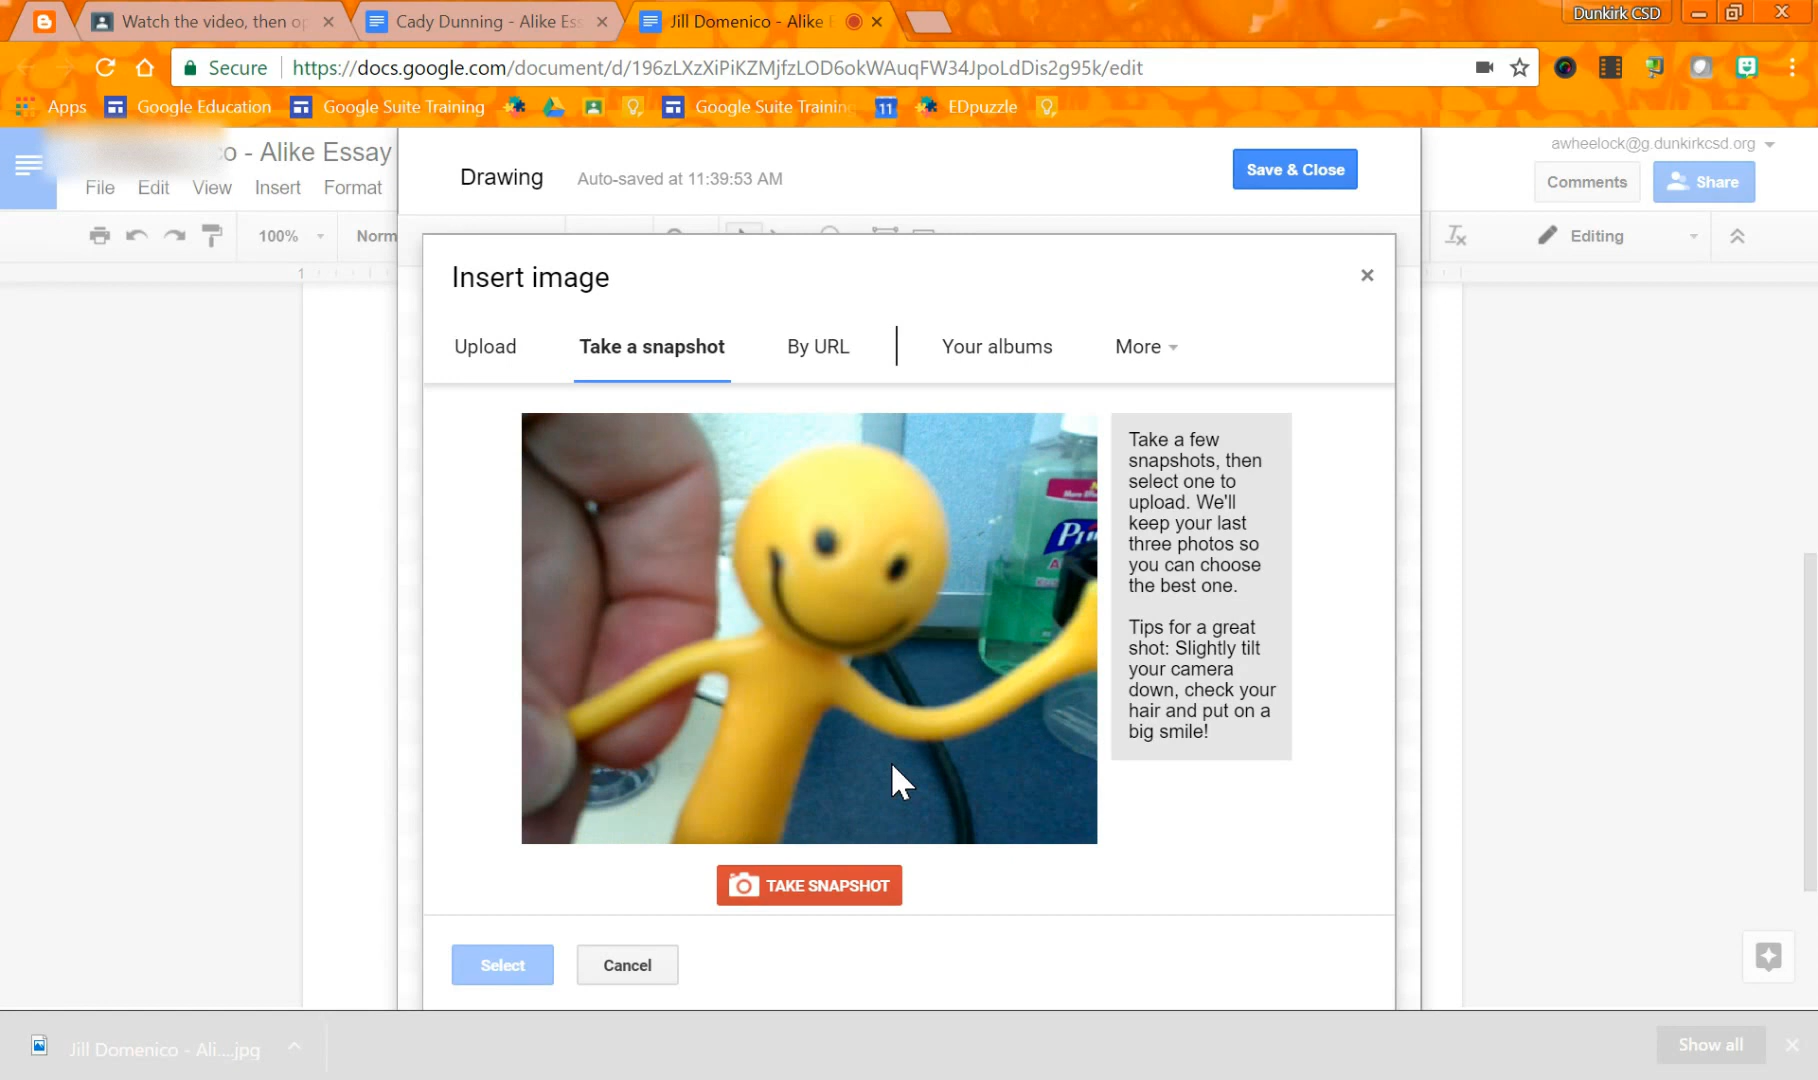 Watch the video, then op
Cady Dunning - Alike Ess
Jill Domenico - Alike E
Dunkirk CSD
Secure
https://docs.google.com/document/d/196zLXzXiPiKZMjfzLOD6okWAuqFW34JpoLdDis2g95k/edit
Apps
Google Education
Google Suite Training
Google Suite Training
11
EDpuzzle
o - Alike Essay
File Edit View Insert Format
Drawing
Auto-saved at 11:39:53 AM
Save & Close
awheelock@g.dunkirkcsd.org
Comments
Share
100%
Norm
Editing
1
Insert image
Upload
Take a snapshot
By URL
Your albums
More
Take a few
snapshots, then
select one to
upload. We'll
keep your last
three photos so
you can choose
the best one.
Tips for a great
shot: Slightly tilt
your camera
down, check your
hair and put on a
big smile!
TAKE SNAPSHOT
Select
Cancel
Jill Domenico - Ali....jpg
Show all